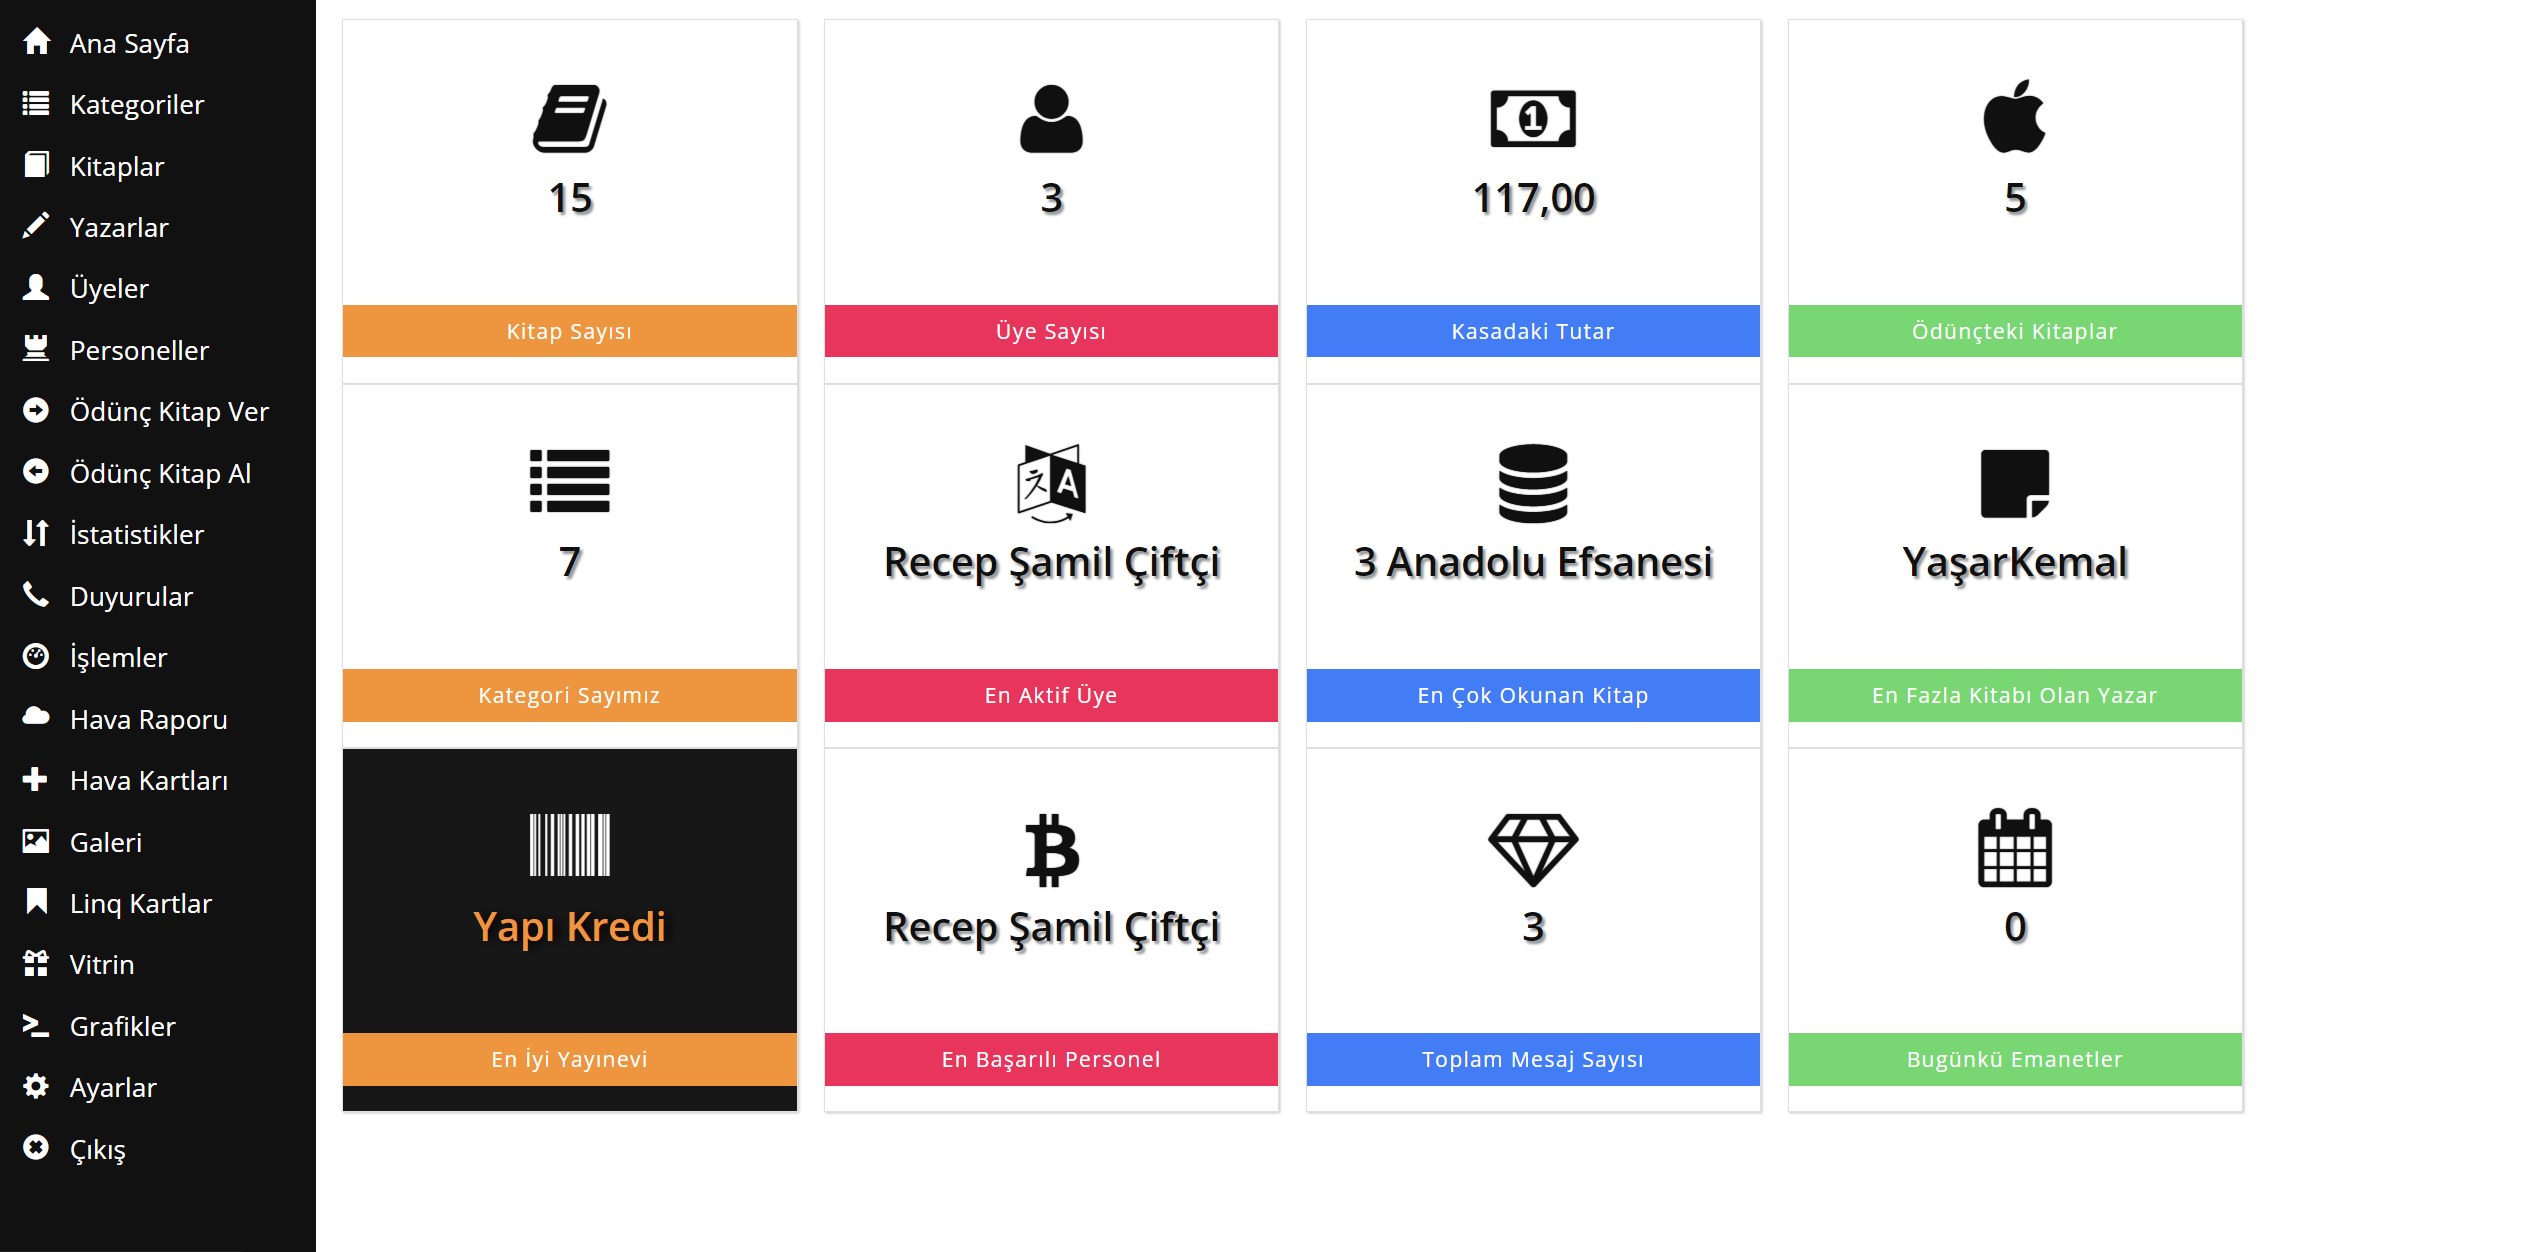 Ana Sayfa
Kategoriler
Kitaplar
Yazarlar
Üyeler
Personeller
Ödünç Kitap Ver
Ödünç Kitap Al
İstatistikler
Duyurular
İşlemler
Hava Raporu
Hava Kartları
Galeri
Linq Kartlar
Vitrin
Grafikler
Ayarlar
Çıkış
15
Kitap Sayısı
3
Üye Sayısı
117,00
Kasadaki Tutar
5
Ödünçteki Kitaplar
7
Kategori Sayımız
Recep Şamil Çiftçi
En Aktif Üye
3 Anadolu Efsanesi
En Çok Okunan Kitap
YaşarKemal
En Fazla Kitabı Olan Yazar
Yapı Kredi
En İyi Yayınevi
Recep Şamil Çiftçi
En Başarılı Personel
3
Toplam Mesaj Sayısı
0
Bugünkü Emanetler